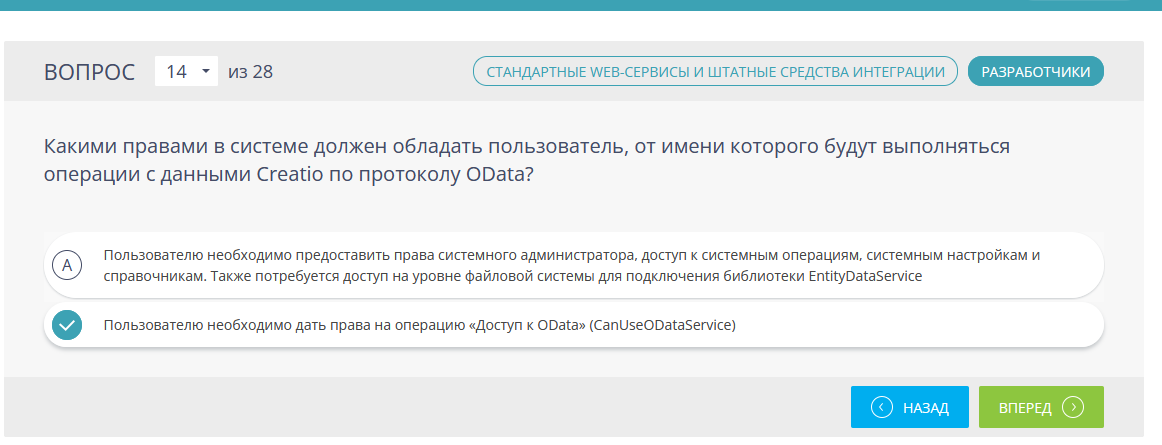 ВОПРОС 14 из 28 СТАНДАРТНЫЕ WEB-СЕРВИСЫ И ШТАТНЫЕ СРЕДСТВА ИНТЕГРАЦИИ РАЗРАБОТЧИКИ
Какими правами в системе должен обладать пользователь, от имени которого будут выполняться
операции с данными Creatio по протоколу OData?
A Пользователю необходимо предоставить права системного администратора, доступ к системным операциям, системным настройкам и
справочникам. Также потребуется доступ на уровне файловой системы для подключения библиотеки EntityDataService
Пользователю необходимо дать права на операцию «Доступ к OData» (CanUseODataService)
НАЗАД ВПЕРЕД